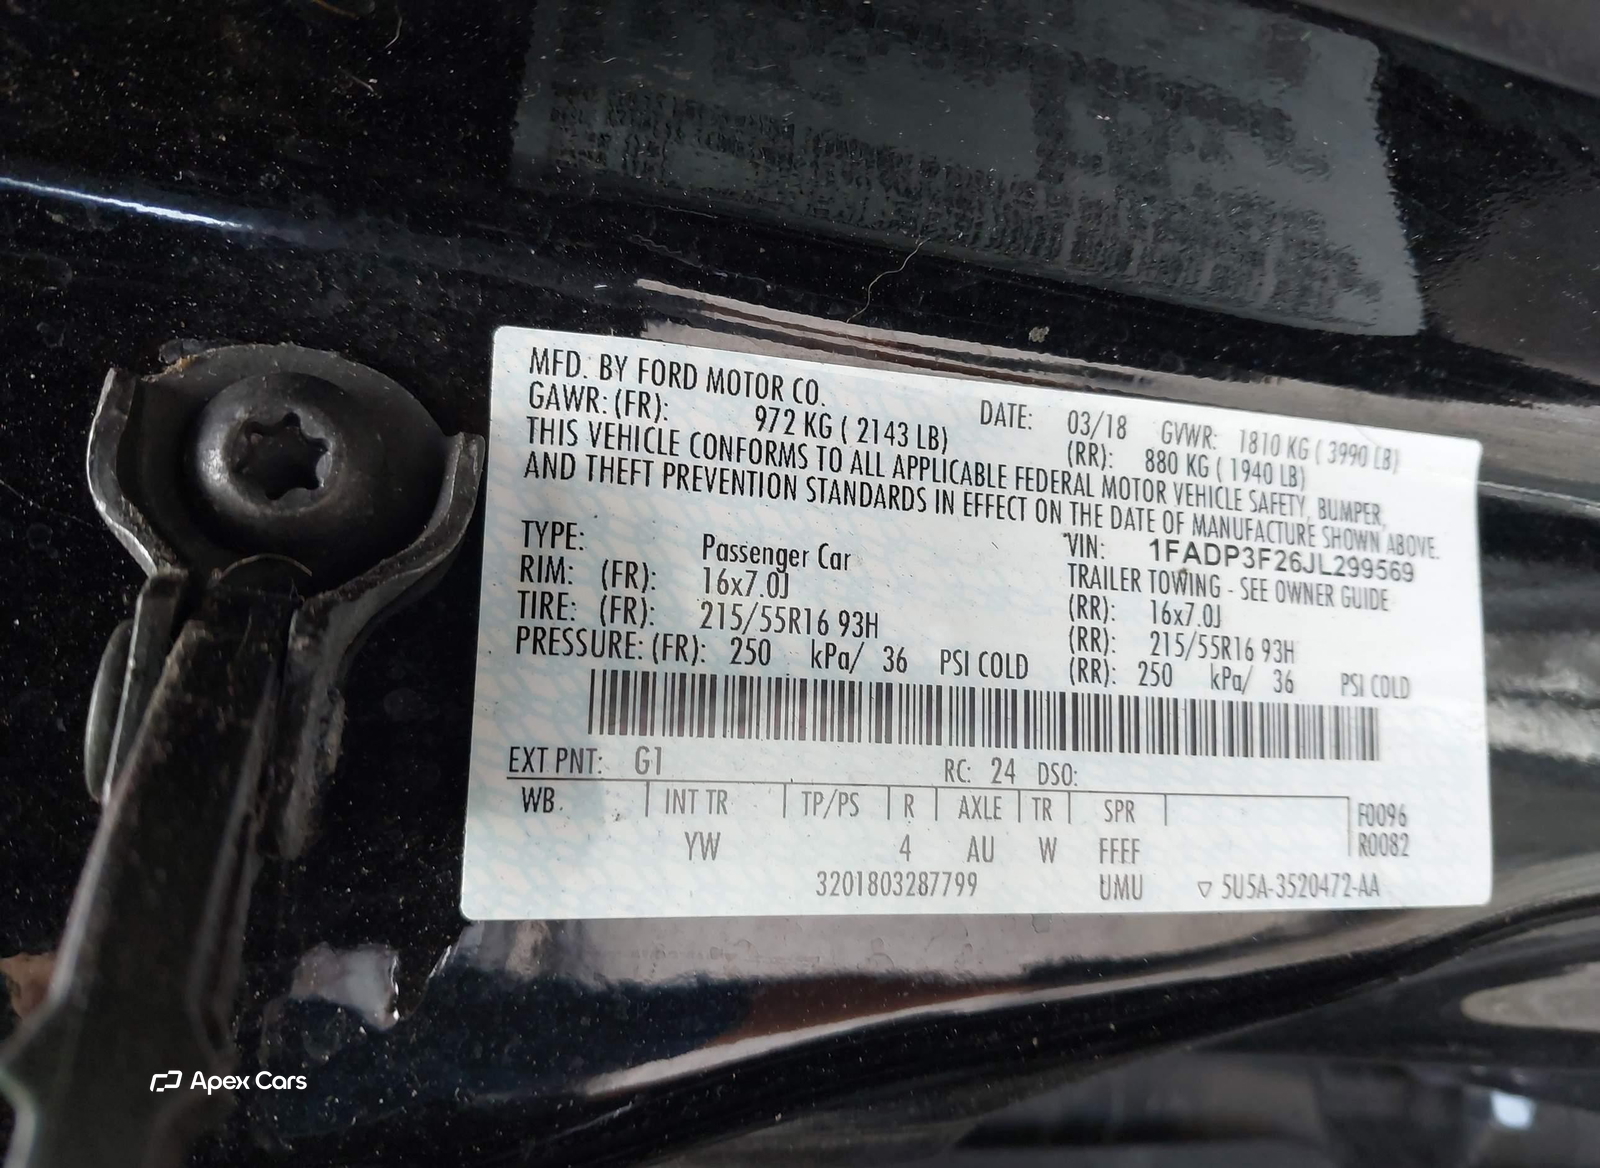 MFD. BY FORD MOTOR CO.
DATE: 03/18 GVWR: 1810 KG ( 3990 LB)
GAWR: (FR): 972 KG ( 2143 LB) (RR): 880 KG ( 1940 LB)
THIS VEHICLE CONFORMS TO ALL APPLICABLE FEDERAL MOTOR VEHICLE SAFETY, BUMPER,
AND THEFT PREVENTION STANDARDS IN EFFECT ON THE DATE OF MANUFACTURE SHOWN ABOVE.
VIN: 1FADP3F26JL299569
TYPE: Passenger Car TRAILER TOWING - SEE OWNER GUIDE
RIM: (FR): 16x7.0J (RR): 16x7.0J
TIRE: (FR): 215/55R16 93H (RR): 215/55R16 93H
PRESSURE: (FR): 250 kPa/ 36 PSI COLD (RR): 250 kPa/ 36 PSI COLD
EXT PNT: G1 RC: 24 DSO:
WB INT TR TP/PS R AXLE TR SPR F0096
YW 4 AU W FFFF R0082
3201803287799 UMU ▽ 5U5A-3520472-AA
Apex Cars